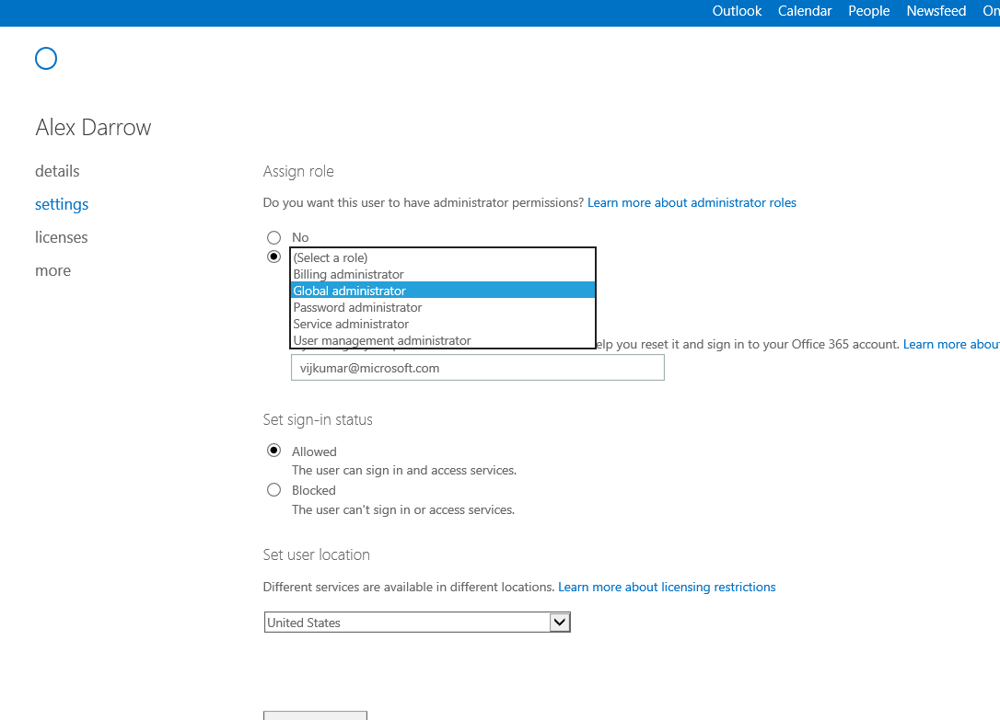 Outlook Calendar People Newsfeed
Alex Darrow
details
settings
licenses
more
Assign role
Do you want this user to have administrator permissions? Learn more about administrator roles
No
(Select a role)
Billing administrator
Global administrator
Password administrator
Service administrator
User management administrator
you reset it and sign in to your Office 365 account. Learn more about
vijkumar@microsoft.com
Set sign-in status
Allowed
The user can sign in and access services.
Blocked
The user can't sign in or access services.
Set user location
Different services are available in different locations. Learn more about licensing restrictions
United States